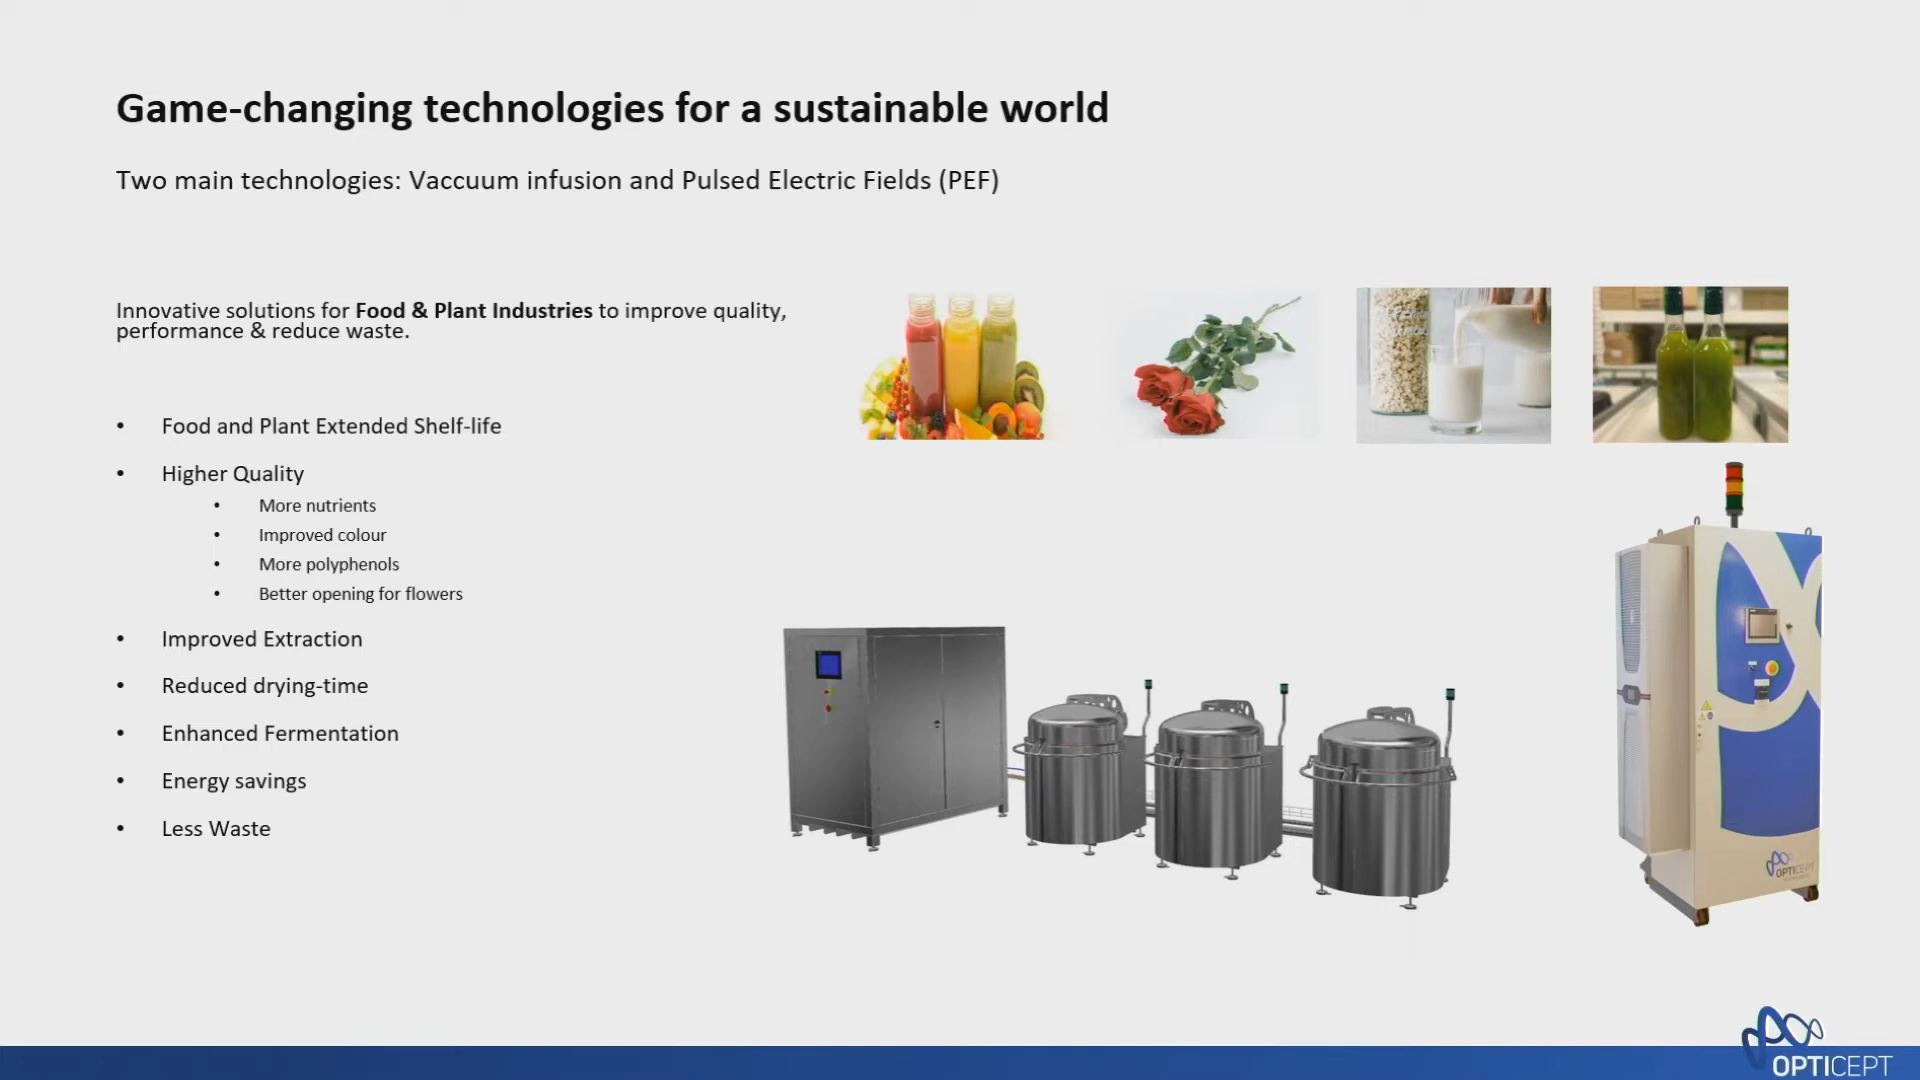 Game-changing technologies for a sustainable world
Two main technologies: Vaccuum infusion and Pulsed Electric Fields (PEF)
Innovative solutions for Food & Plant Industries to improve quality,
performance & reduce waste.
• Food and Plant Extended Shelf-life
• Higher Quality
• More nutrients
• Improved colour
• More polyphenols
• Better opening for flowers
• Improved Extraction
• Reduced drying-time
• Enhanced Fermentation
• Energy savings
• Less Waste
OPTICEPT
OPTICEPT